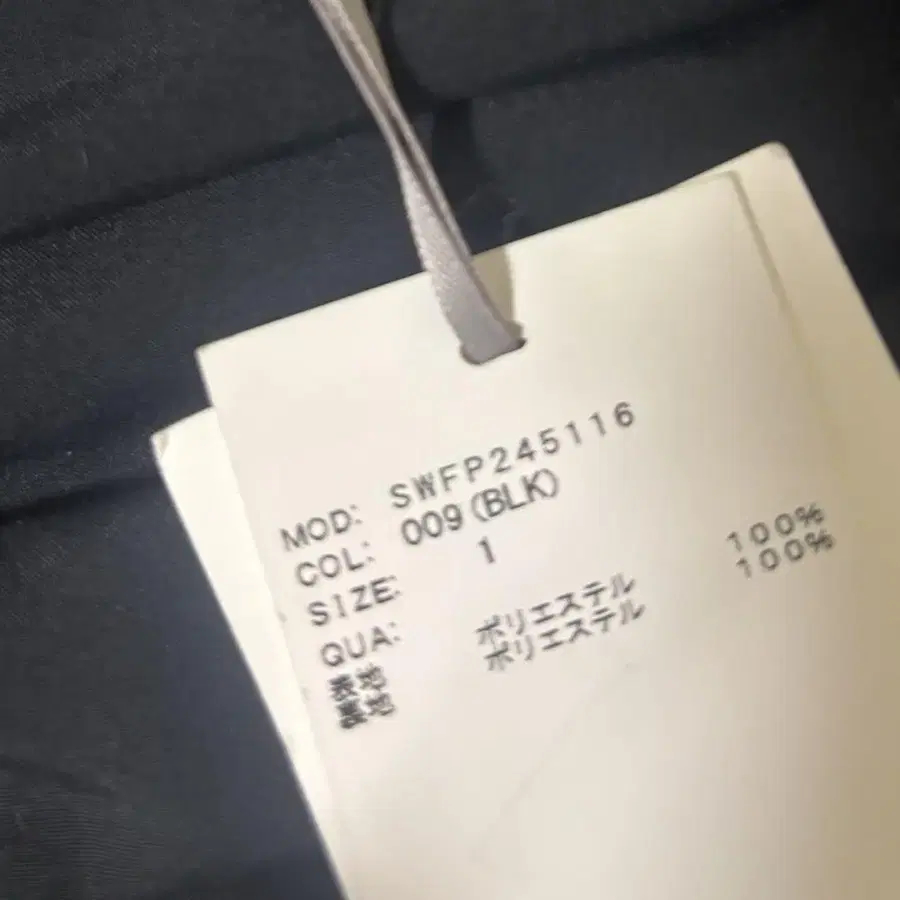 MOD: SWFP245116
COL: 009(BLK)
SIZE: 1
QUA:
表地 ポリエステル 100%
裏地 ポリエステル 100%